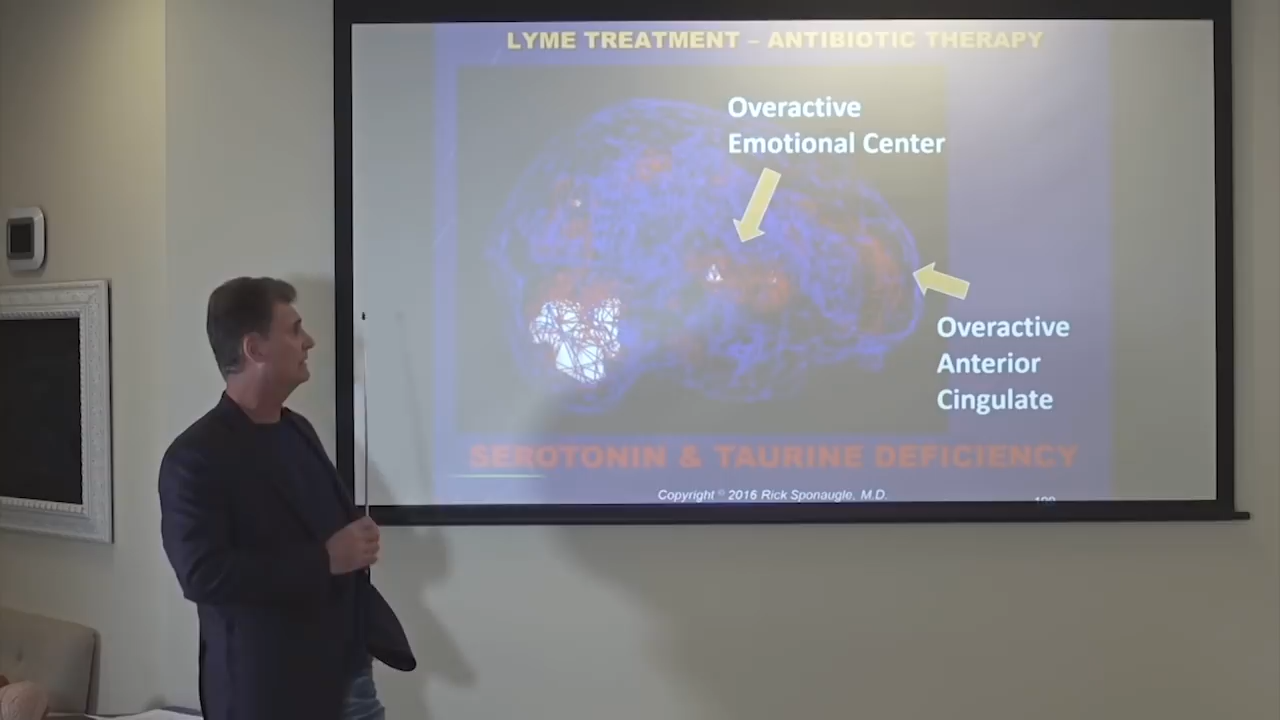 LYME TREATMENT – ANTIBIOTIC THERAPY
Overactive
Emotional Center
Overactive
Anterior
Cingulate
SEROTONIN & TAURINE DEFICIENCY
Copyright © 2016 Rick Sponaugle, M.D.